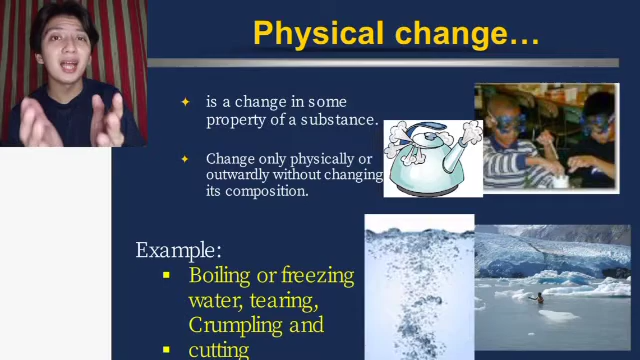 Physical change…
is a change in some
property of a substance.
Change only physically or
outwardly without changing
its composition.
Example:
Boiling or freezing
water, tearing,
Crumpling and
cutting